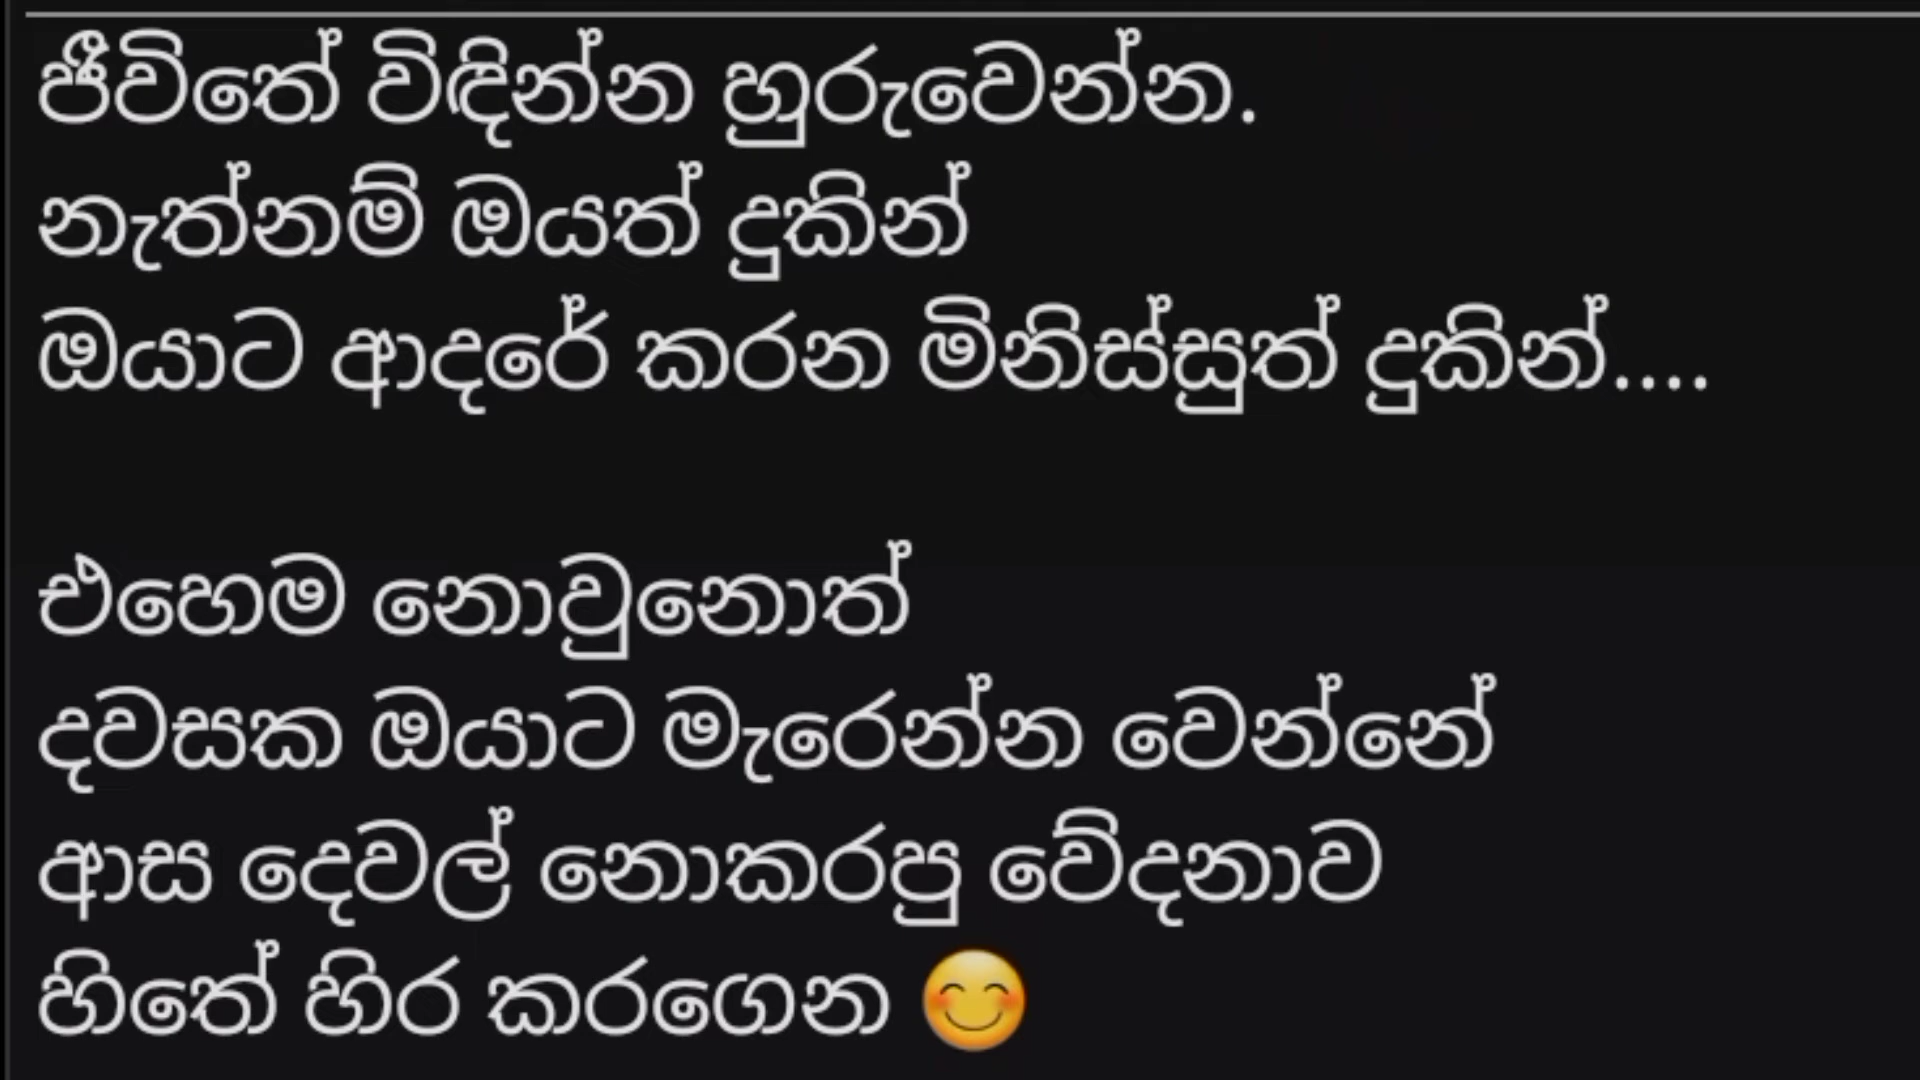 ජීවිතේ විඳින්න හුරුවෙන්න.
නැත්නම් ඔයත් දුකින්
ඔයාට ආදරේ කරන මිනිස්සුත් දුකින්....
එහෙම නොවුනොත්
දවසක ඔයාට මැරෙන්න වෙන්නේ
ආස දෙවල් නොකරපු වේදනාව
හිතේ හිර කරගෙන 😊